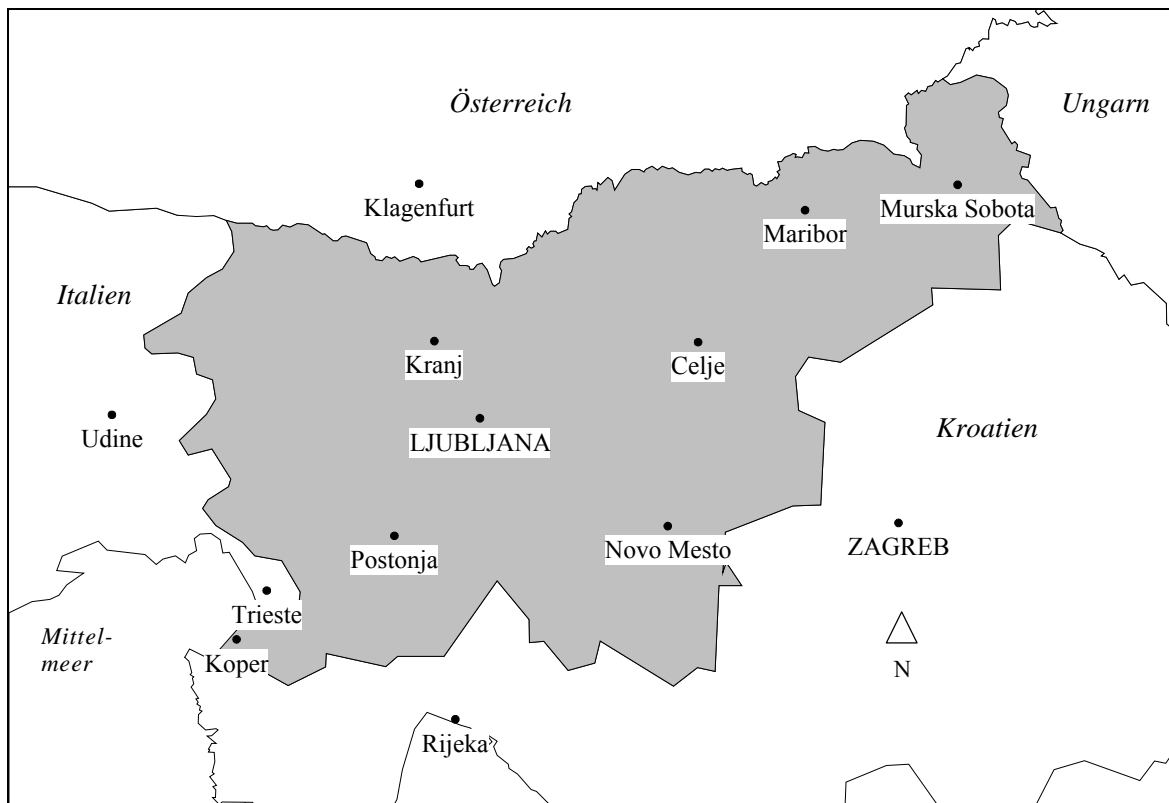 Österreich
Ungarn
Klagenfurt
Murska Sobota
Maribor
Italien
Kranj
Celje
Udine
LJUBLJANA
Kroatien
Postonja
Novo Mesto
ZAGREB
Trieste
Mittel-
meer
Koper
N
Rijeka